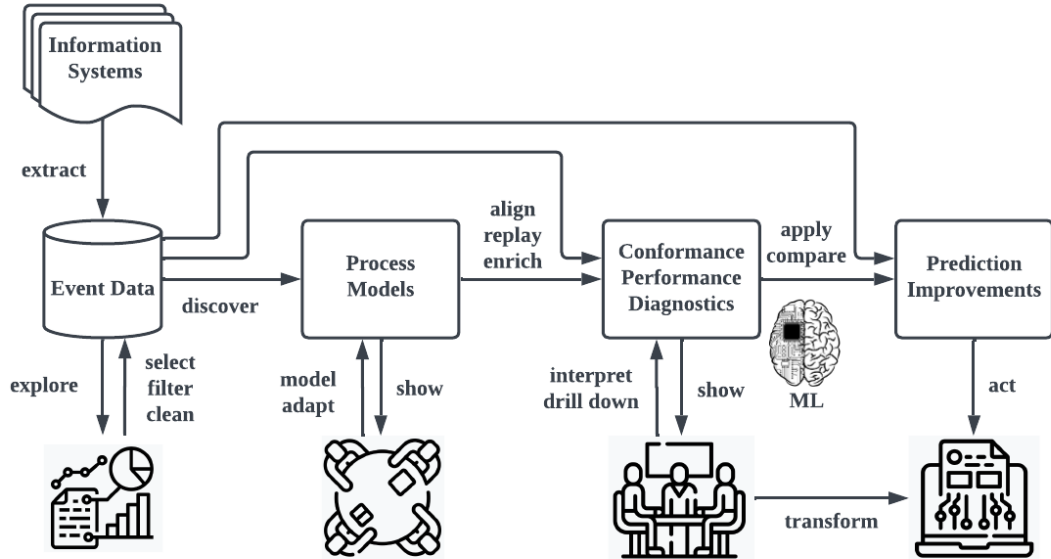 Information
Systems
extract
Event Data
discover
Process
Models
align
replay
enrich
Conformance
Performance
Diagnostics
apply
compare
Prediction
Improvements
explore
select
filter
clean
model
adapt
show
interpret
drill down
show
ML
act
transform